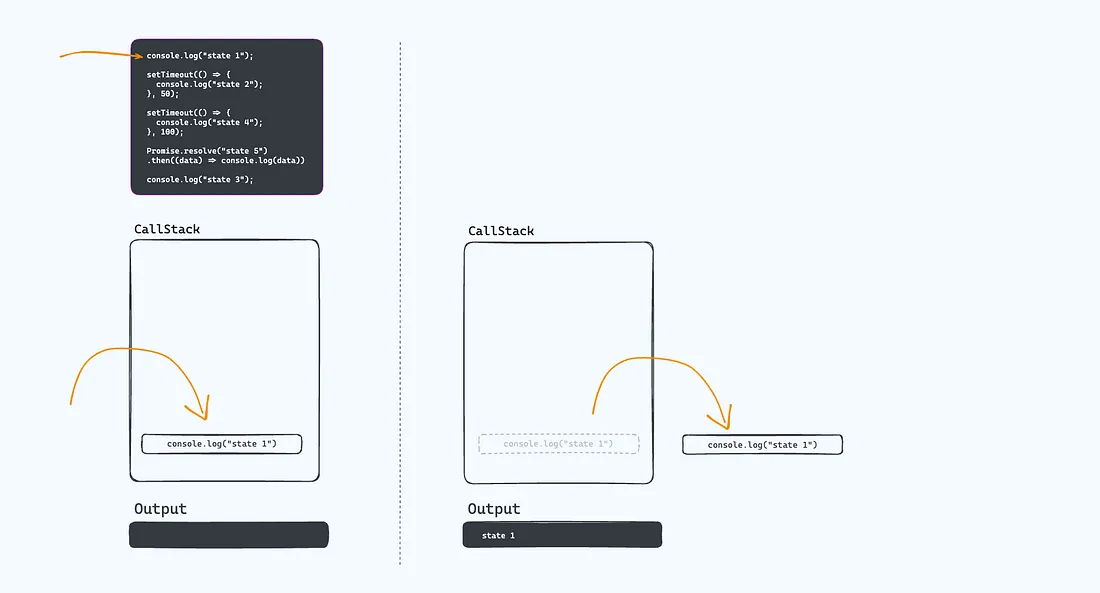 console.log("state 1");
setTimeout(() => {
console.log("state 2");
}, 50);
setTimeout(() => {
console.log("state 4");
}, 100);
Promise.resolve("state 5")
.then((data) => console.log(data))
console.log("state 3");
CallStack
console.log("state 1")
Output
CallStack
console.log("state 1")
console.log("state 1")
Output
state 1